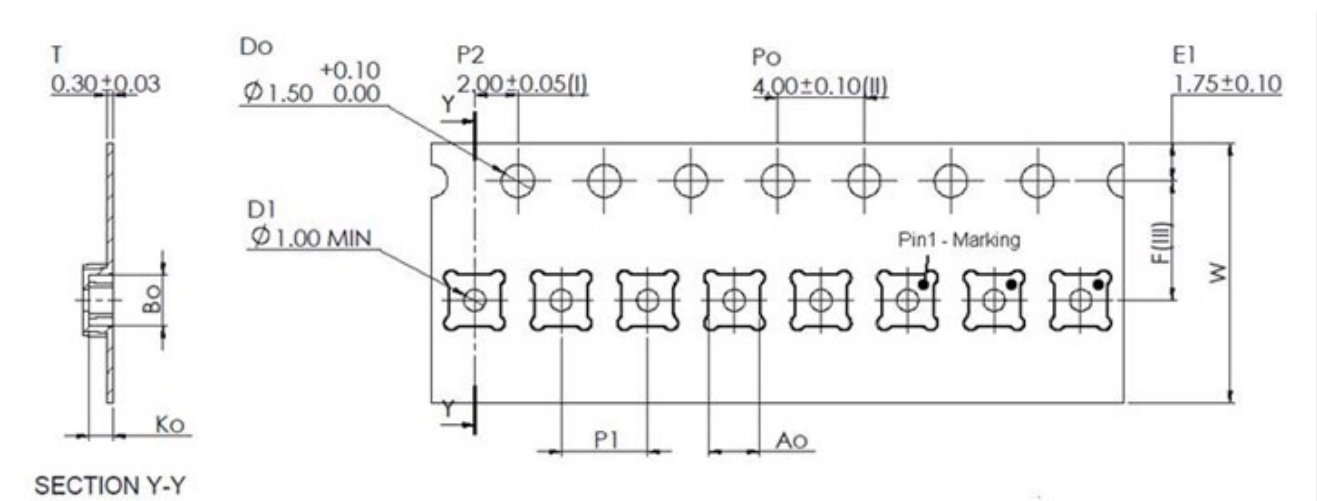 T
0.30±0.03
Do
+0.10
Ø1.50 0.00
P2
2.00±0.05(I)
Po
4.00±0.10(II)
E1
1.75±0.10
Y
D1
Ø1.00 MIN
Pin1 - Marking
F(III)
W
Bo
Y
Ko
P1
Ao
SECTION Y-Y